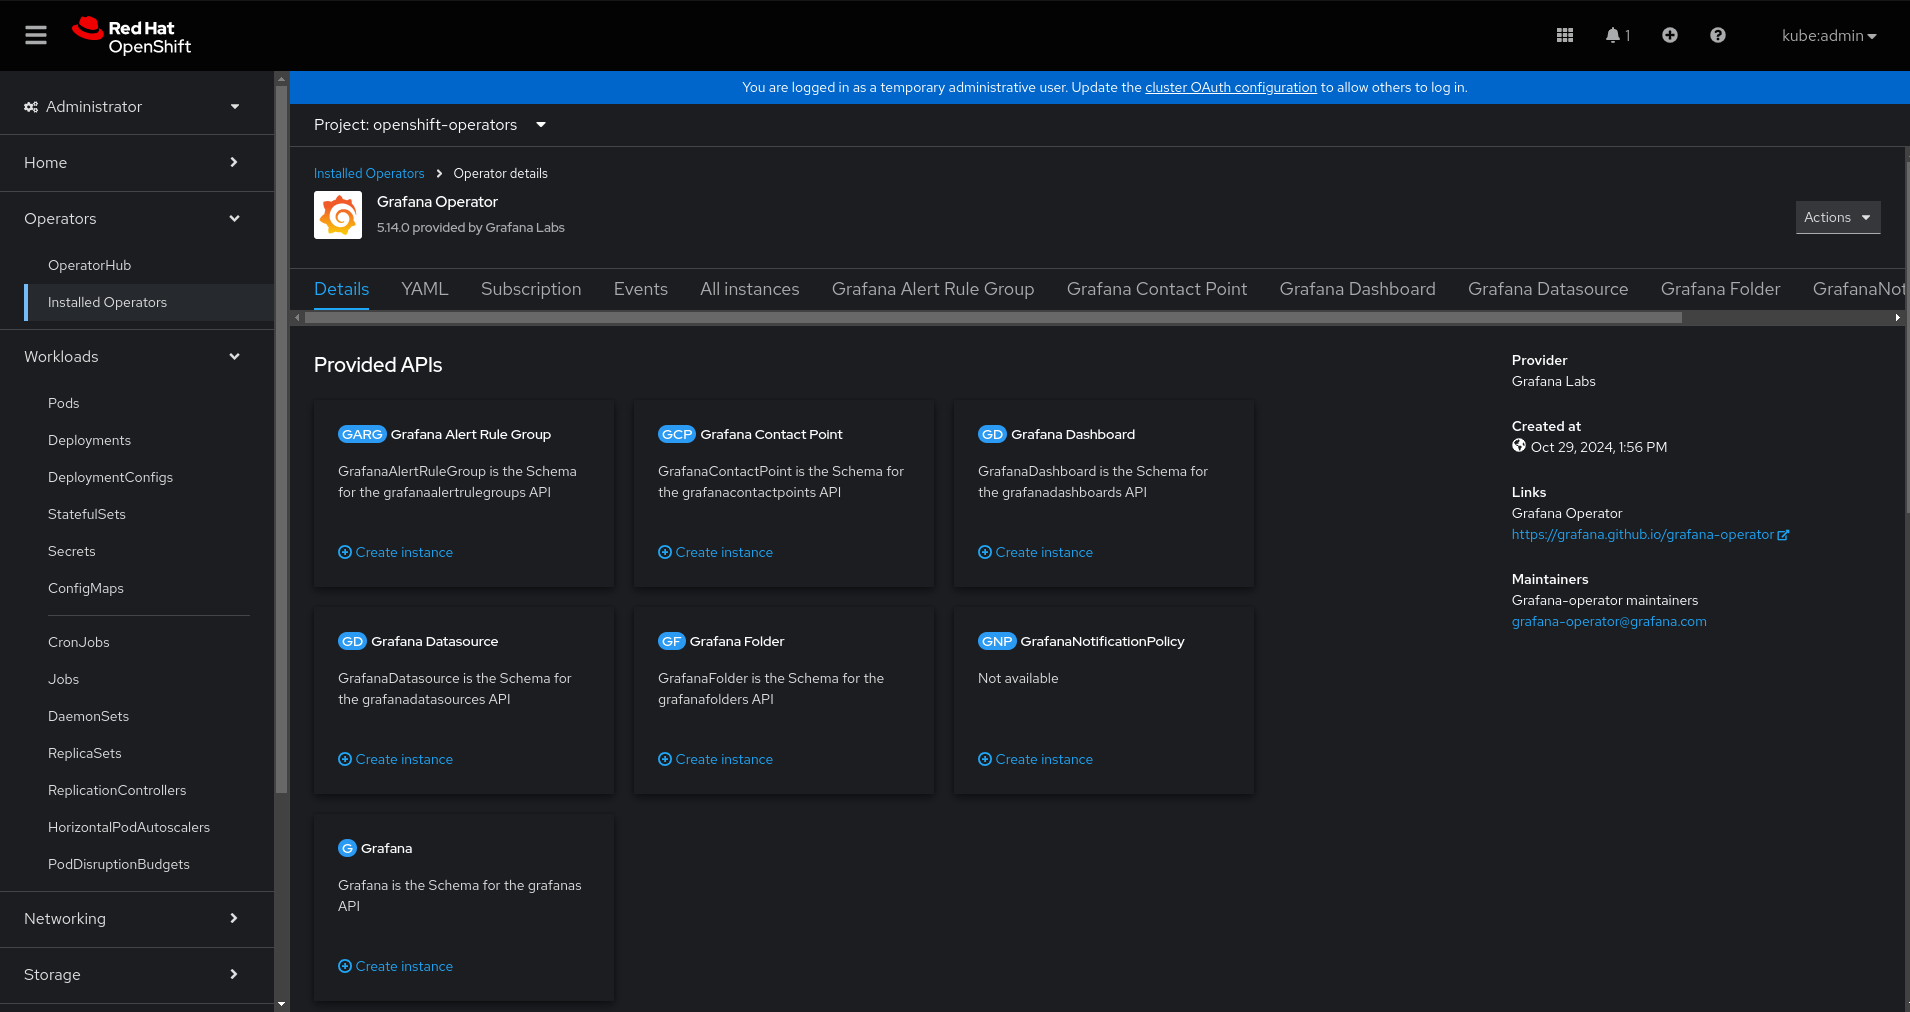 Red Hat
OpenShift
1
kube:admin
Administrator
Home
Operators
OperatorHub
Installed Operators
Workloads
Pods
Deployments
DeploymentConfigs
StatefulSets
Secrets
ConfigMaps
CronJobs
Jobs
DaemonSets
ReplicaSets
ReplicationControllers
HorizontalPodAutoscalers
PodDisruptionBudgets
Networking
Storage
You are logged in as a temporary administrative user. Update the cluster OAuth configuration to allow others to log in.
Project: openshift-operators
Installed Operators Operator details
Grafana Operator
5.14.0 provided by Grafana Labs
Actions
Details YAML Subscription Events All instances Grafana Alert Rule Group Grafana Contact Point Grafana Dashboard Grafana Datasource Grafana Folder GrafanaNot
Provided APIs
GARG Grafana Alert Rule Group
GrafanaAlertRuleGroup is the Schema
for the grafanaalertrulegroups API
Create instance
GCP Grafana Contact Point
GrafanaContactPoint is the Schema for
the grafanacontactpoints API
Create instance
GD Grafana Dashboard
GrafanaDashboard is the Schema for
the grafanadashboards API
Create instance
GD Grafana Datasource
GrafanaDatasource is the Schema for
the grafanadatasources API
Create instance
GF Grafana Folder
GrafanaFolder is the Schema for the
grafanafolders API
Create instance
GNP GrafanaNotificationPolicy
Not available
Create instance
G Grafana
Grafana is the Schema for the grafanas
API
Create instance
Provider
Grafana Labs
Created at
Oct 29, 2024, 1:56 PM
Links
Grafana Operator
https://grafana.github.io/grafana-operator
Maintainers
Grafana-operator maintainers
grafana-operator@grafana.com